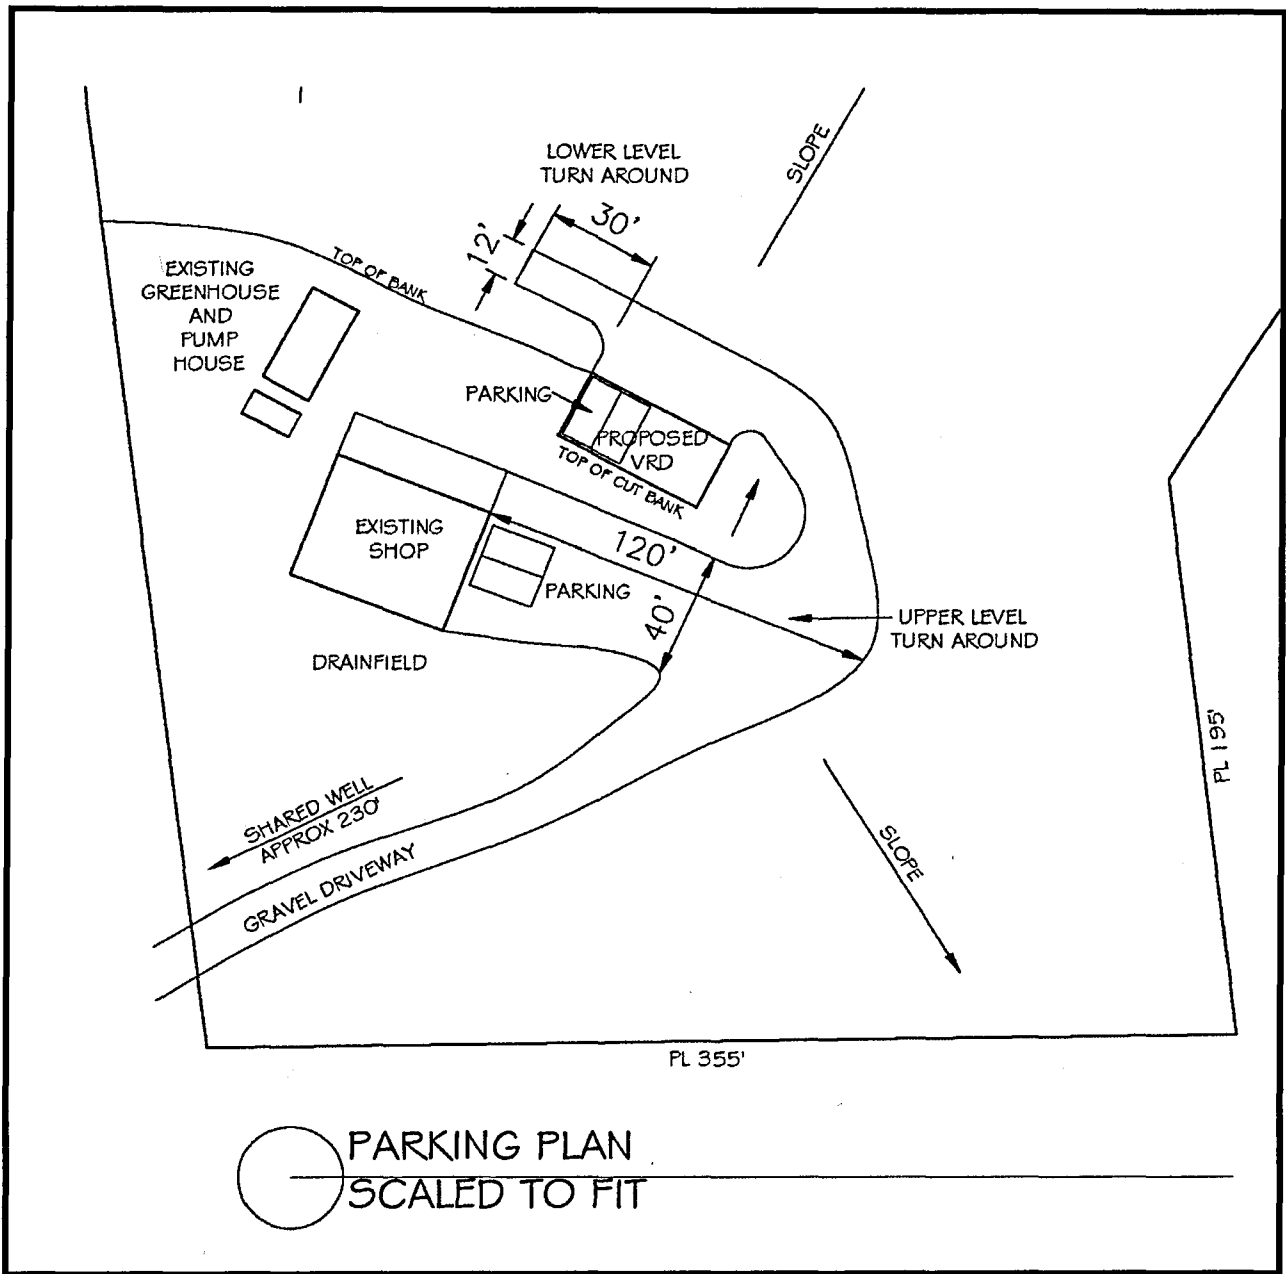 LOWER LEVEL
TURN AROUND
SLOPE
30'
12'
TOP OF BANK
EXISTING
GREENHOUSE
AND
PUMP
HOUSE
PARKING
PROPOSED
VRD
TOP OF CUT BANK
EXISTING
SHOP
120'
PARKING
40'
UPPER LEVEL
TURN AROUND
DRAINFIELD
PL 195'
SHARED WELL
APPROX 230'
SLOPE
GRAVEL DRIVEWAY
PL 355'
PARKING PLAN
SCALED TO FIT